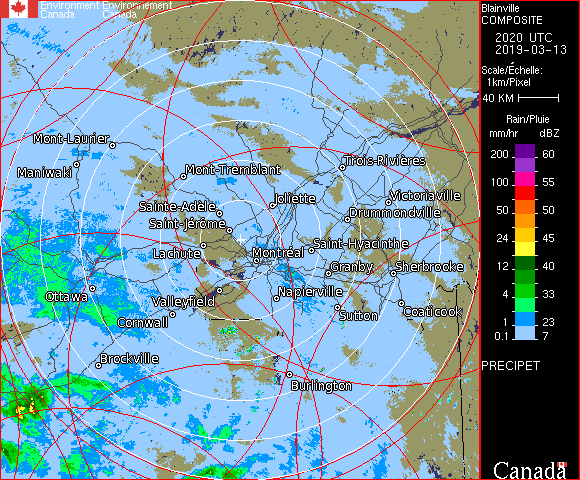 Environment Environnement
Canada Canada
Blainville
COMPOSITE
2020 UTC
2019-03-13
Scale/Échelle:
1km/Pixel
40 KM
Rain/Pluie
mm/hr dBZ
200 60
100 55
50 50
24 45
12 40
4 33
1 23
0.1 7
PRECIPET
Mont-Laurier
Maniwaki
Mont-Tremblant
Trois-Rivières
Sainte-Adèle
Joliette
Victoriaville
Drummondville
Saint-Jérôme
Lachute
Montréal
Saint-Hyacinthe
Granby
Sherbrooke
Ottawa
Valleyfield
Napierville
Cornwall
Sutton
Coaticook
Brockville
Burlington
Canada